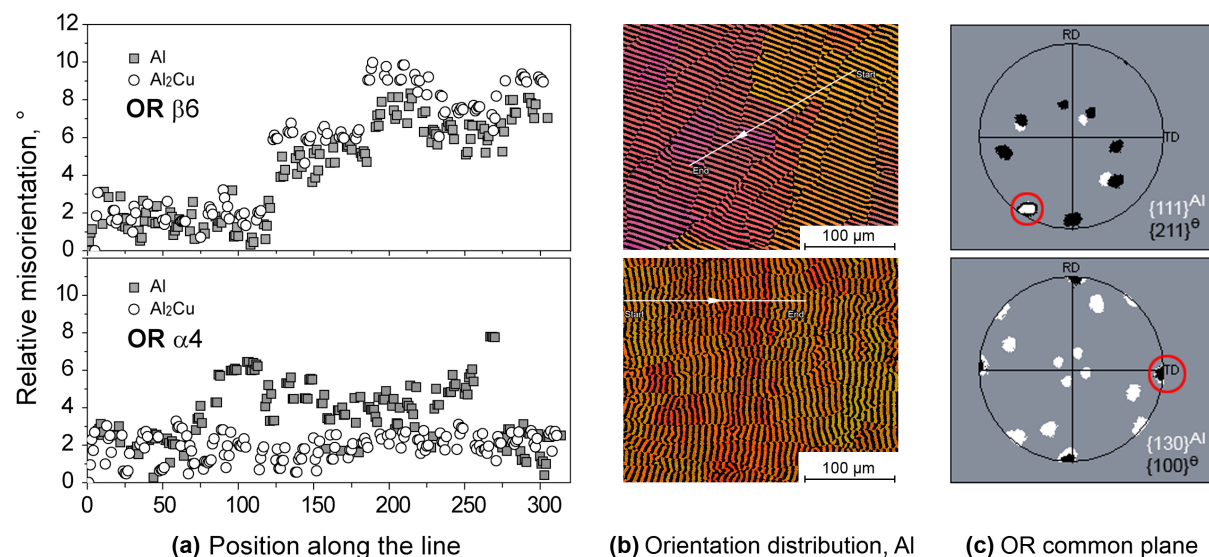 12
10
8
6
4
2
0
Al
Al₂Cu
OR β6
10
8
6
4
2
0
Al
Al₂Cu
OR α4
Relative misorientation, °
0 50 100 150 200 250 300
(a) Position along the line
Start
End
100 µm
Start
End
100 µm
(b) Orientation distribution, Al
RD
TD
{111}ᴬˡ
{211}ᶿ
RD
TD
{130}ᴬˡ
{100}ᶿ
(c) OR common plane